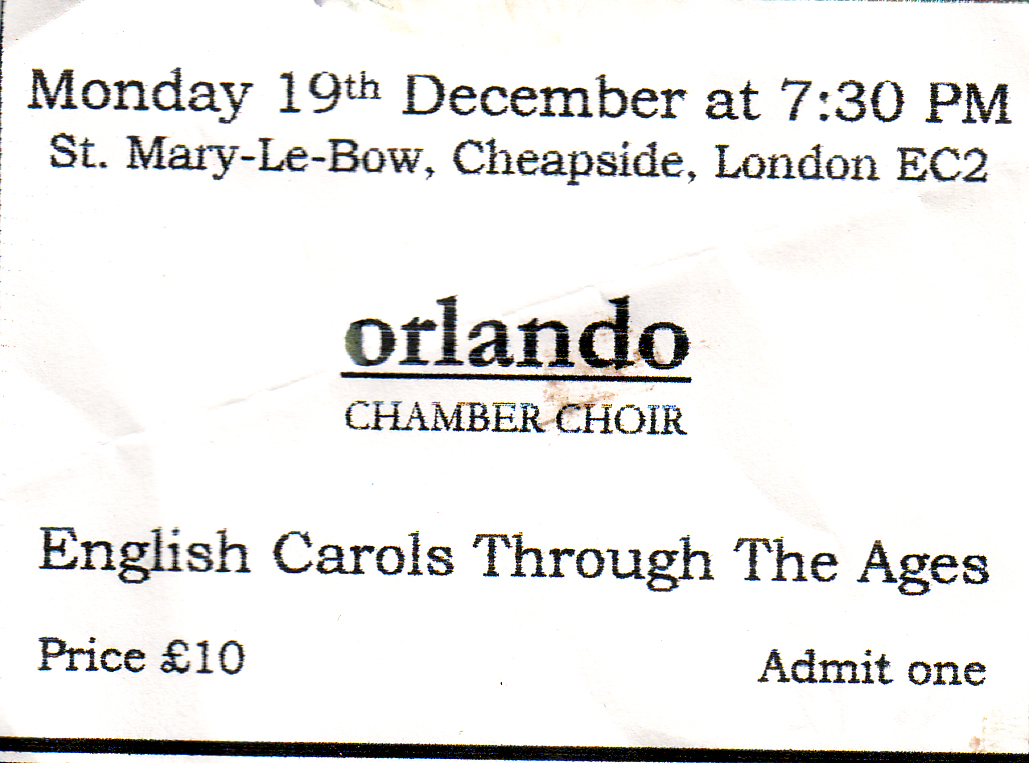 Monday 19th December at 7:30 PM
St. Mary-Le-Bow, Cheapside, London EC2
orlando
CHAMBER CHOIR
English Carols Through The Ages
Price £10
Admit one